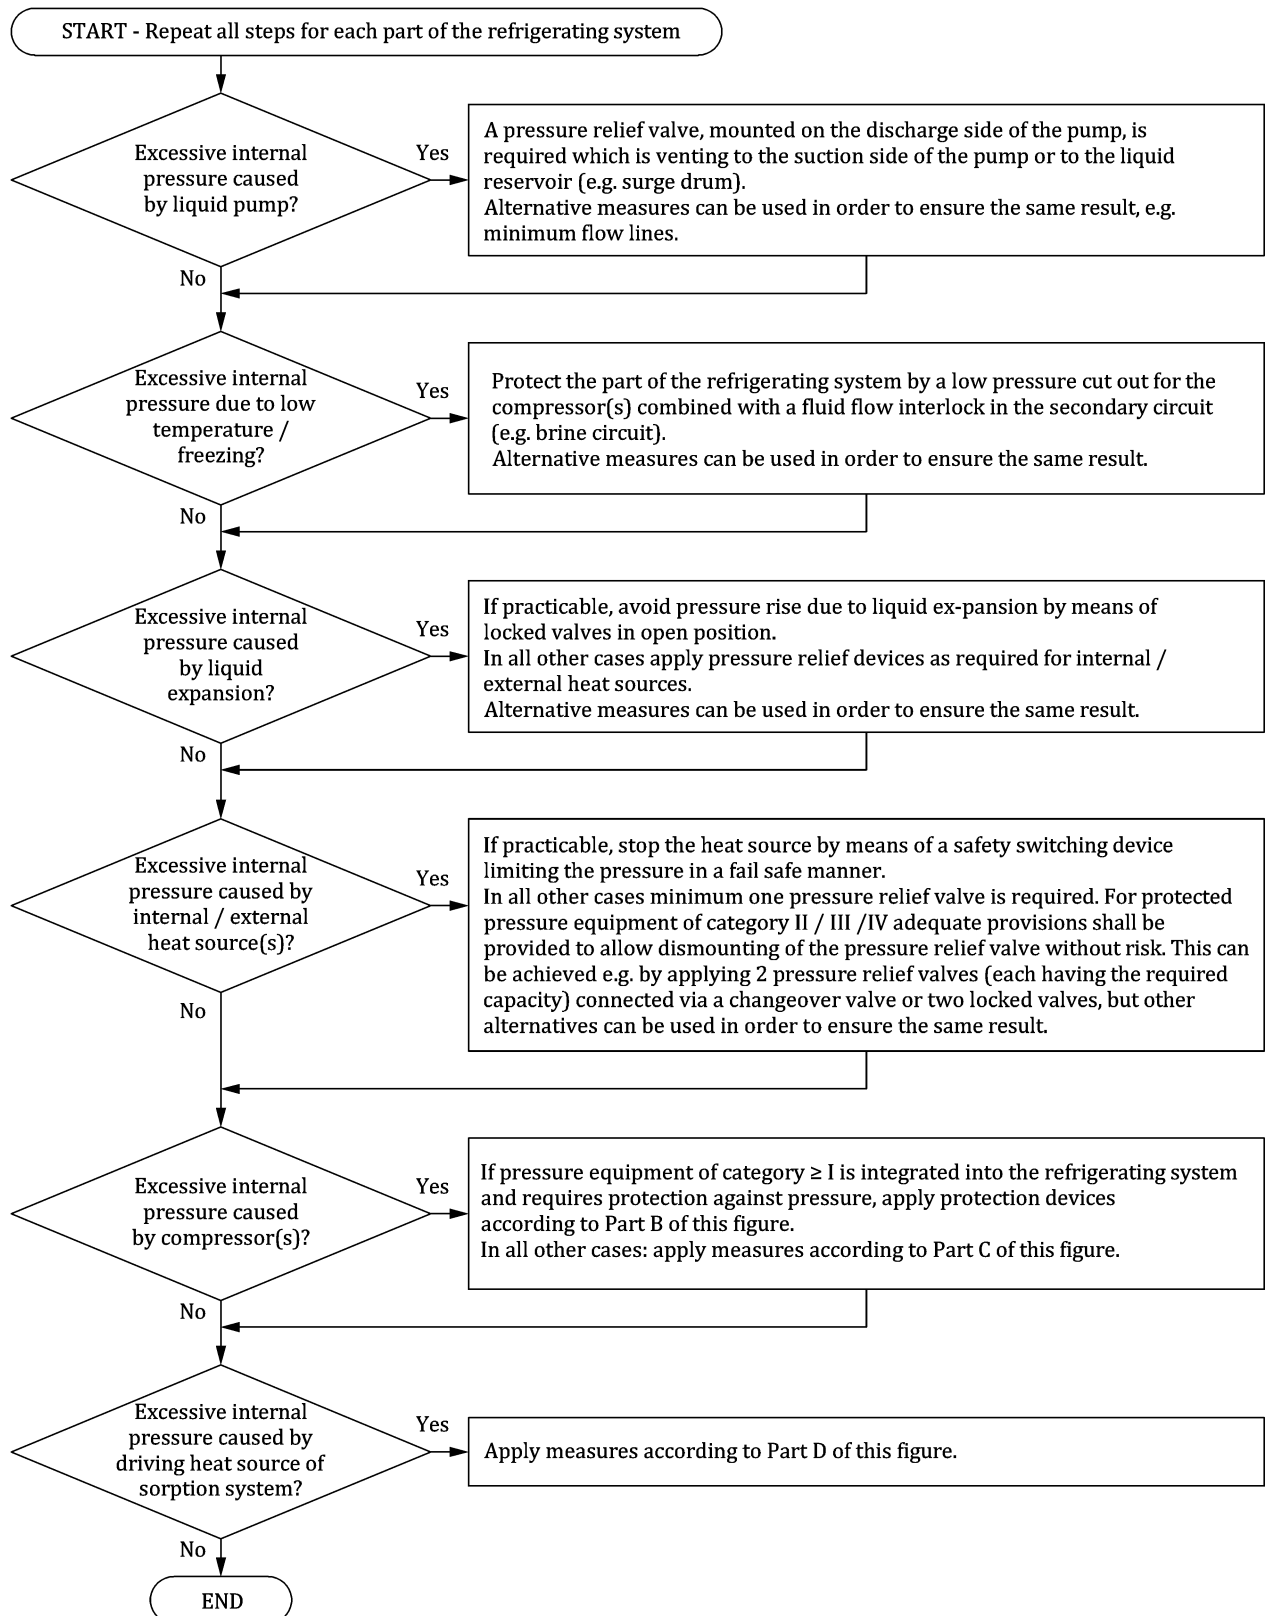 START - Repeat all steps for each part of the refrigerating system
Excessive internal
pressure caused
by liquid pump?
Yes
A pressure relief valve, mounted on the discharge side of the pump, is
required which is venting to the suction side of the pump or to the liquid
reservoir (e.g. surge drum).
Alternative measures can be used in order to ensure the same result, e.g.
minimum flow lines.
No
Excessive internal
pressure due to low
temperature /
freezing?
Yes
Protect the part of the refrigerating system by a low pressure cut out for the
compressor(s) combined with a fluid flow interlock in the secondary circuit
(e.g. brine circuit).
Alternative measures can be used in order to ensure the same result.
No
Excessive internal
pressure caused
by liquid
expansion?
Yes
If practicable, avoid pressure rise due to liquid ex-pansion by means of
locked valves in open position.
In all other cases apply pressure relief devices as required for internal /
external heat sources.
Alternative measures can be used in order to ensure the same result.
No
Excessive internal
pressure caused by
internal / external
heat source(s)?
Yes
If practicable, stop the heat source by means of a safety switching device
limiting the pressure in a fail safe manner.
In all other cases minimum one pressure relief valve is required. For protected
pressure equipment of category II / III /IV adequate provisions shall be
provided to allow dismounting of the pressure relief valve without risk. This can
be achieved e.g. by applying 2 pressure relief valves (each having the required
capacity) connected via a changeover valve or two locked valves, but other
alternatives can be used in order to ensure the same result.
No
Excessive internal
pressure caused
by compressor(s)?
Yes
If pressure equipment of category ≥ I is integrated into the refrigerating system
and requires protection against pressure, apply protection devices
according to Part B of this figure.
In all other cases: apply measures according to Part C of this figure.
No
Excessive internal
pressure caused by
driving heat source of
sorption system?
Yes
Apply measures according to Part D of this figure.
No
END